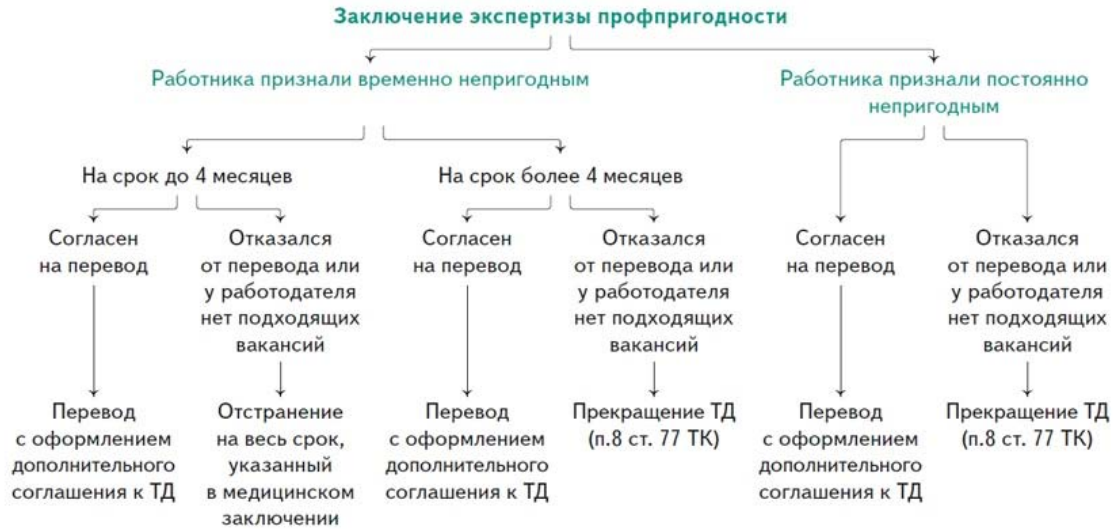 Заключение экспертизы профпригодности
Работника признали временно непригодным
Работника признали постоянно
непригодным
На срок до 4 месяцев
На срок более 4 месяцев
Согласен
на перевод
Отказался
от перевода или
у работодателя
нет подходящих
вакансий
Согласен
на перевод
Отказался
от перевода или
у работодателя
нет подходящих
вакансий
Согласен
на перевод
Отказался
от перевода или
у работодателя
нет подходящих
вакансий
Перевод
с оформлением
дополнительного
соглашения к ТД
Отстранение
на весь срок,
указанный
в медицинском
заключении
Перевод
с оформлением
дополнительного
соглашения к ТД
Прекращение ТД
(п.8 ст. 77 ТК)
Перевод
с оформлением
дополнительного
соглашения к ТД
Прекращение ТД
(п.8 ст. 77 ТК)